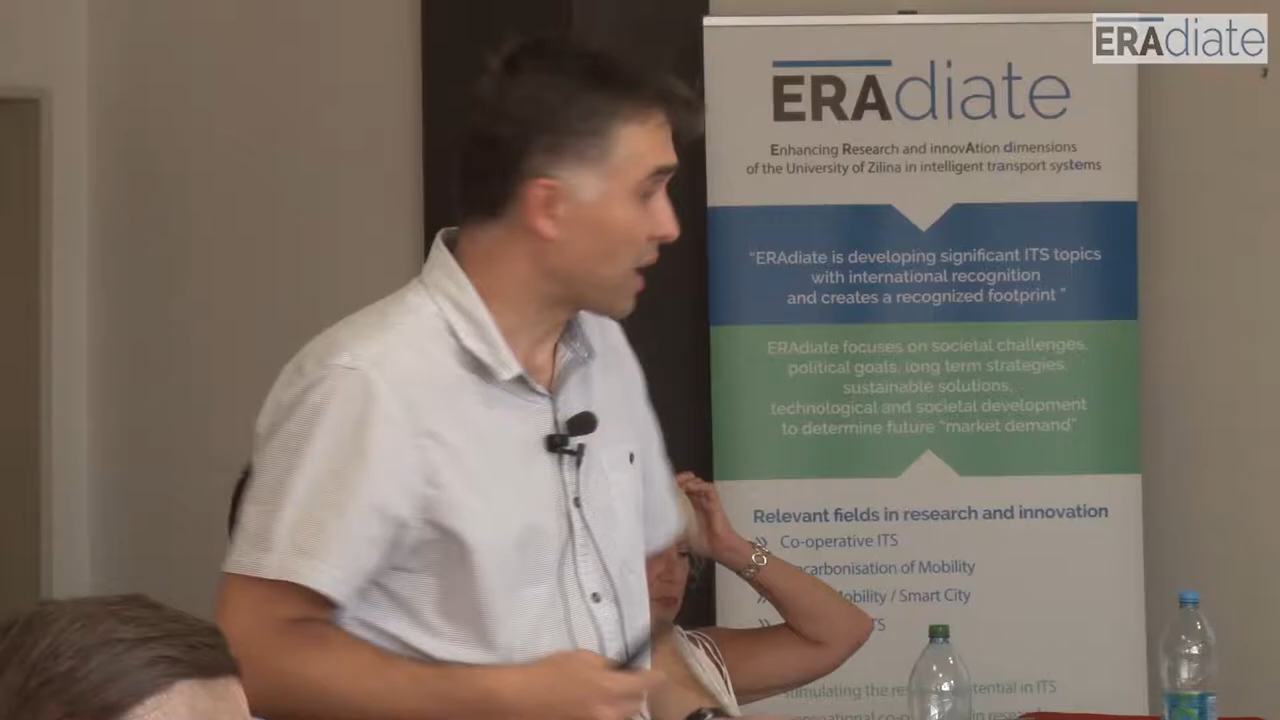 ERAdiate
ERAdiate
Enhancing Research and innovAtion dimensions
of the University of Zilina in intelligent transport systems
"ERAdiate is developing significant ITS topics
with international recognition
and creates a recognized footprint "
ERAdiate focuses on societal challenges,
political goals, long term strategies,
sustainable solutions,
technological and societal development
to determine future "market demand"
Relevant fields in research and innovation
Co-operative ITS
Mobility
of Mobility / Smart City